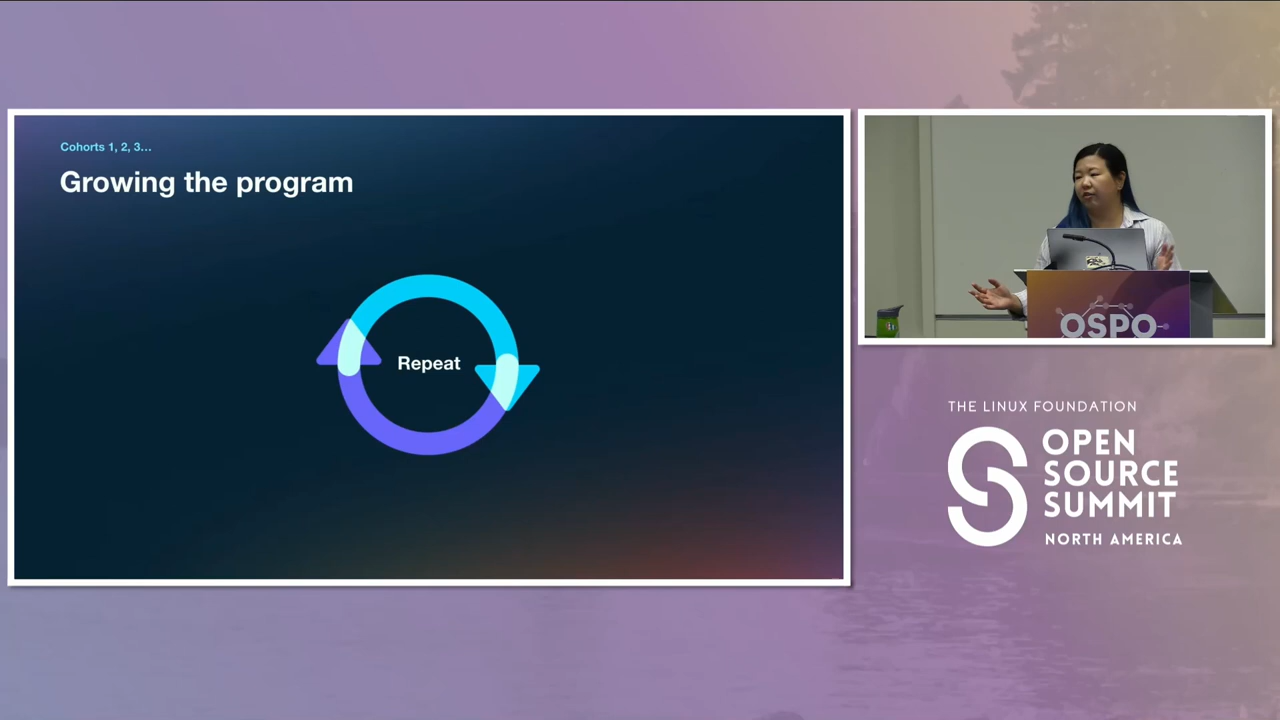 Cohorts 1, 2, 3...
Growing the program
Repeat
OSPO
THE LINUX FOUNDATION
OPEN
SOURCE
SUMMIT
NORTH AMERICA